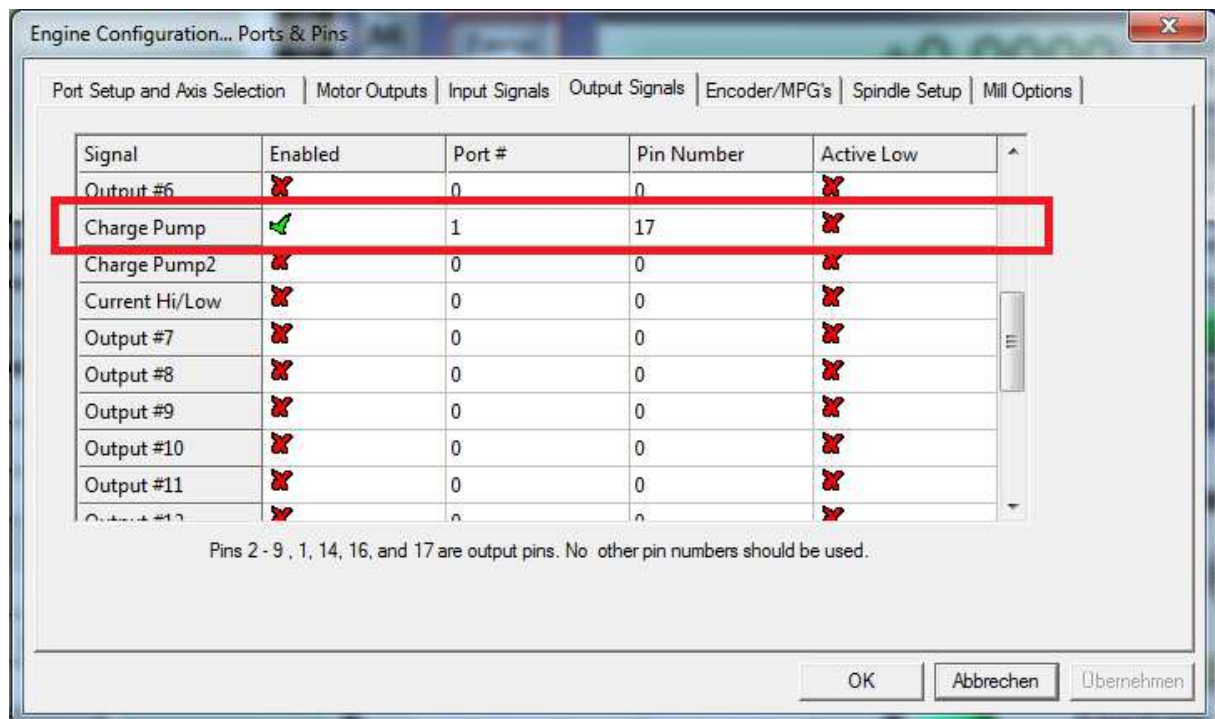 Engine Configuration... Ports & Pins
Port Setup and Axis Selection Motor Outputs Input Signals Output Signals Encoder/MPG's Spindle Setup Mill Options
Signal Enabled Port # Pin Number Active Low
Output #6 0 0
Charge Pump 1 17
Charge Pump2 0 0
Current Hi/Low 0 0
Output #7 0 0
Output #8 0 0
Output #9 0 0
Output #10 0 0
Output #11 0 0
Output #12 0 0
Pins 2 - 9 , 1, 14, 16, and 17 are output pins. No other pin numbers should be used.
OK Abbrechen Übernehmen